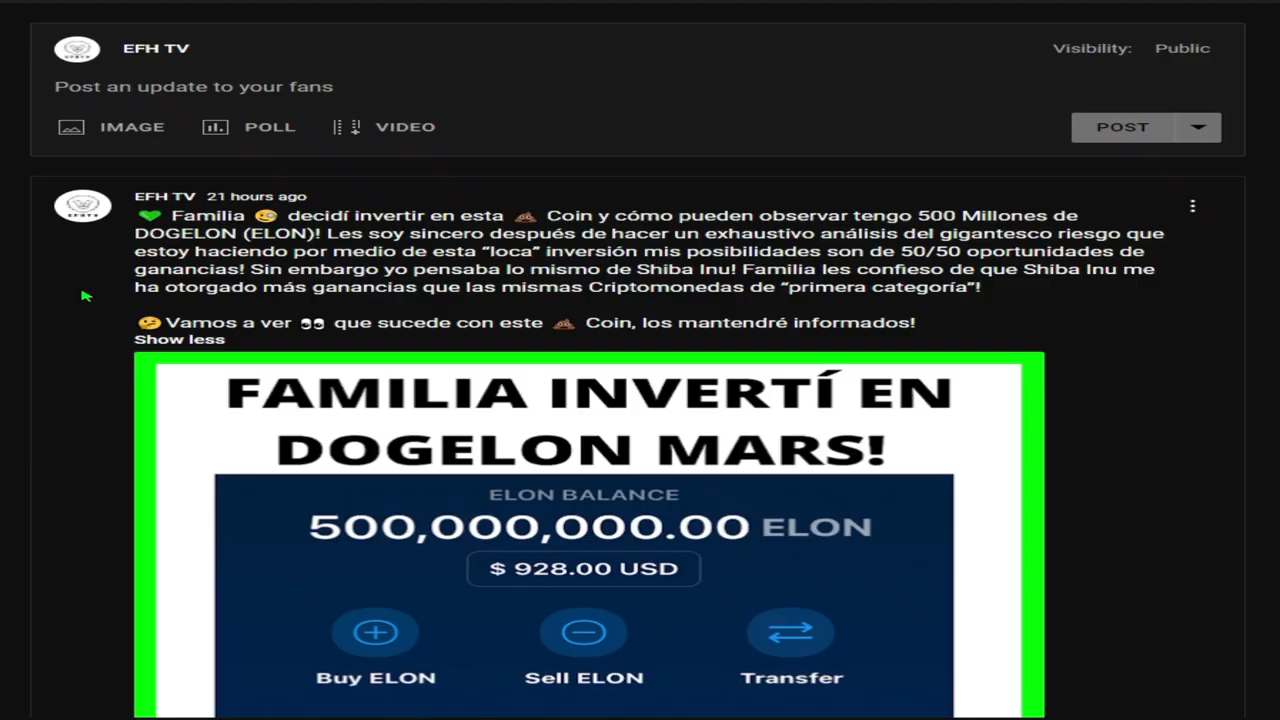 EFH TV
Visibility: Public
Post an update to your fans
IMAGE POLL VIDEO
POST
EFH TV 21 hours ago
💚 Familia 🧐 decidí invertir en esta 💩 Coin y cómo pueden observar tengo 500 Millones de
DOGELON (ELON)! Les soy sincero después de hacer un exhaustivo análisis del gigantesco riesgo que
estoy haciendo por medio de esta “loca” inversión mis posibilidades son de 50/50 oportunidades de
ganancias! Sin embargo yo pensaba lo mismo de Shiba Inu! Familia les confieso de que Shiba Inu me
ha otorgado más ganancias que las mismas Criptomonedas de “primera categoría”!
🤔Vamos a ver 👀 que sucede con este 💩 Coin, los mantendré informados!
Show less
FAMILIA INVERTÍ EN
DOGELON MARS!
ELON BALANCE
500,000,000.00 ELON
$ 928.00 USD
Buy ELON Sell ELON Transfer